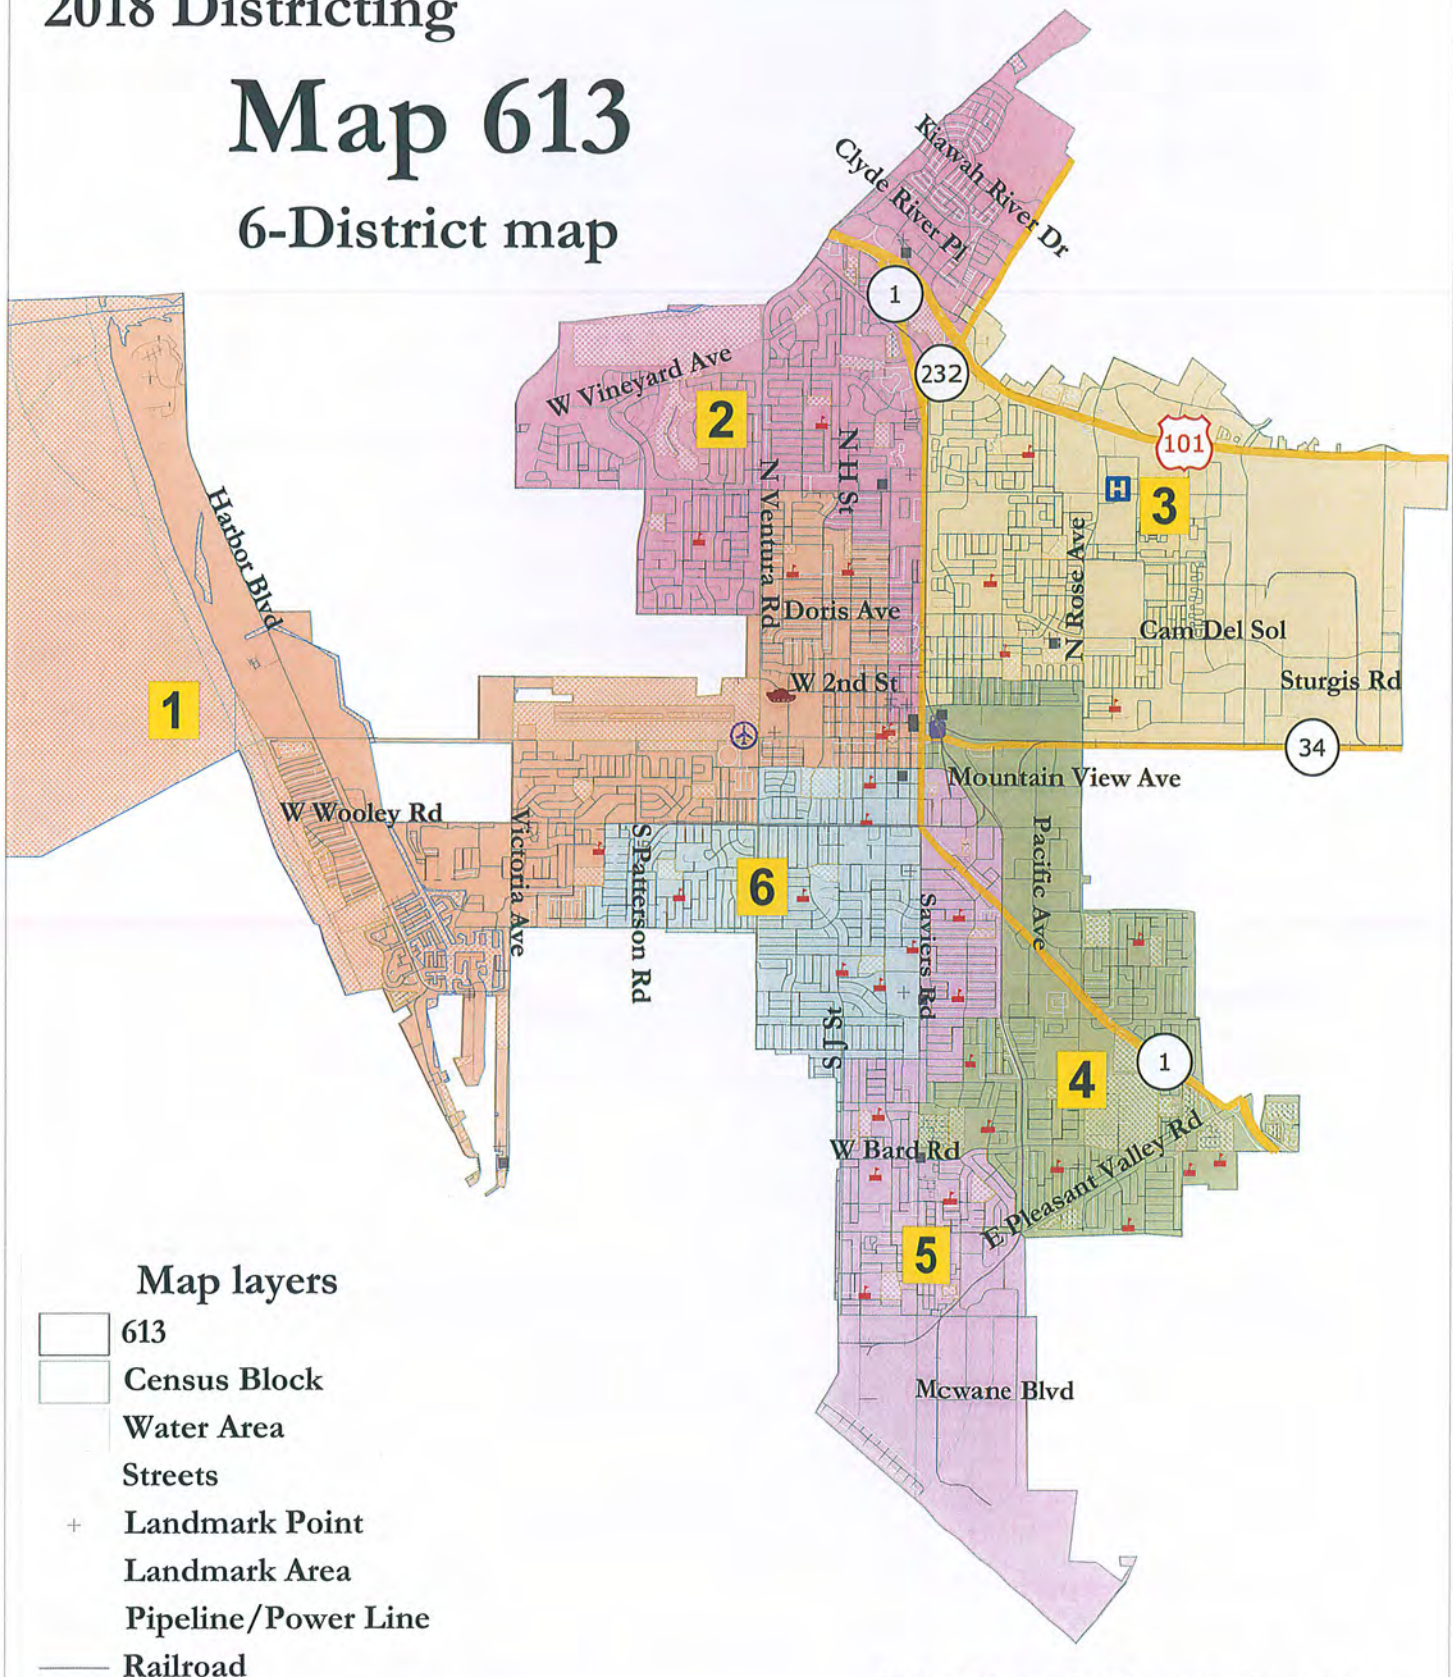 2018 Districting
Map 613
6-District map
Kiawah River Dr
Clyde River Pl
1
232
W Vineyard Ave
2
101
H
3
N H St
N Ventura Rd
N Rose Ave
Harbor Blvd
Doris Ave
Cam Del Sol
W 2nd St
Sturgis Rd
1
34
Mountain View Ave
W Wooley Rd
Victoria Ave
S Patterson Rd
6
Pacific Ave
Saviers Rd
S J St
4
1
W Bard Rd
E Pleasant Valley Rd
5
Mcwane Blvd
Map layers
613
Census Block
Water Area
Streets
Landmark Point
Landmark Area
Pipeline/Power Line
Railroad